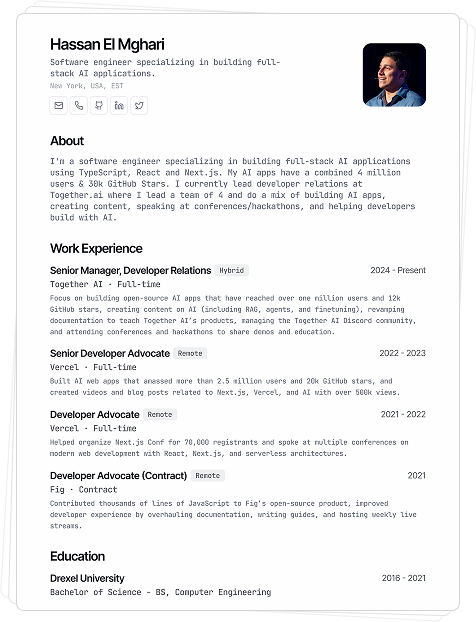 Hassan El Mghari
Software engineer specializing in building full-
stack AI applications.
New York, USA, EST
About
I'm a software engineer specializing in building full-stack AI applications
using TypeScript, React and Next.js. My AI apps have a combined 4 million
users & 30k GitHub Stars. I currently lead developer relations at
Together.ai where I lead a team of 4 and do a mix of building AI apps,
creating content, speaking at conferences/hackathons, and helping developers
build with AI.
Work Experience
Senior Manager, Developer Relations Hybrid 2024 - Present
Together AI · Full-time
Focus on building open-source AI apps that have reached over one million users and 12k
GitHub stars, creating content on AI (including RAG, agents, and finetuning), revamping
documentation to teach Together AI's products, managing the Together AI Discord community,
and attending conferences and hackathons to share demos and education.
Senior Developer Advocate Remote 2022 - 2023
Vercel · Full-time
Built AI web apps that amassed more than 2.5 million users and 20k GitHub stars, and
created videos and blog posts related to Next.js, Vercel, and AI with over 500k views.
Developer Advocate Remote 2021 - 2022
Vercel · Full-time
Helped organize Next.js Conf for 70,000 registrants and spoke at multiple conferences on
modern web development with React, Next.js, and serverless architectures.
Developer Advocate (Contract) Remote 2021
Fig · Contract
Contributed thousands of lines of JavaScript to Fig's open-source product, improved
developer experience by overhauling documentation, writing guides, and hosting weekly live
streams.
Education
Drexel University 2016 - 2021
Bachelor of Science - BS, Computer Engineering